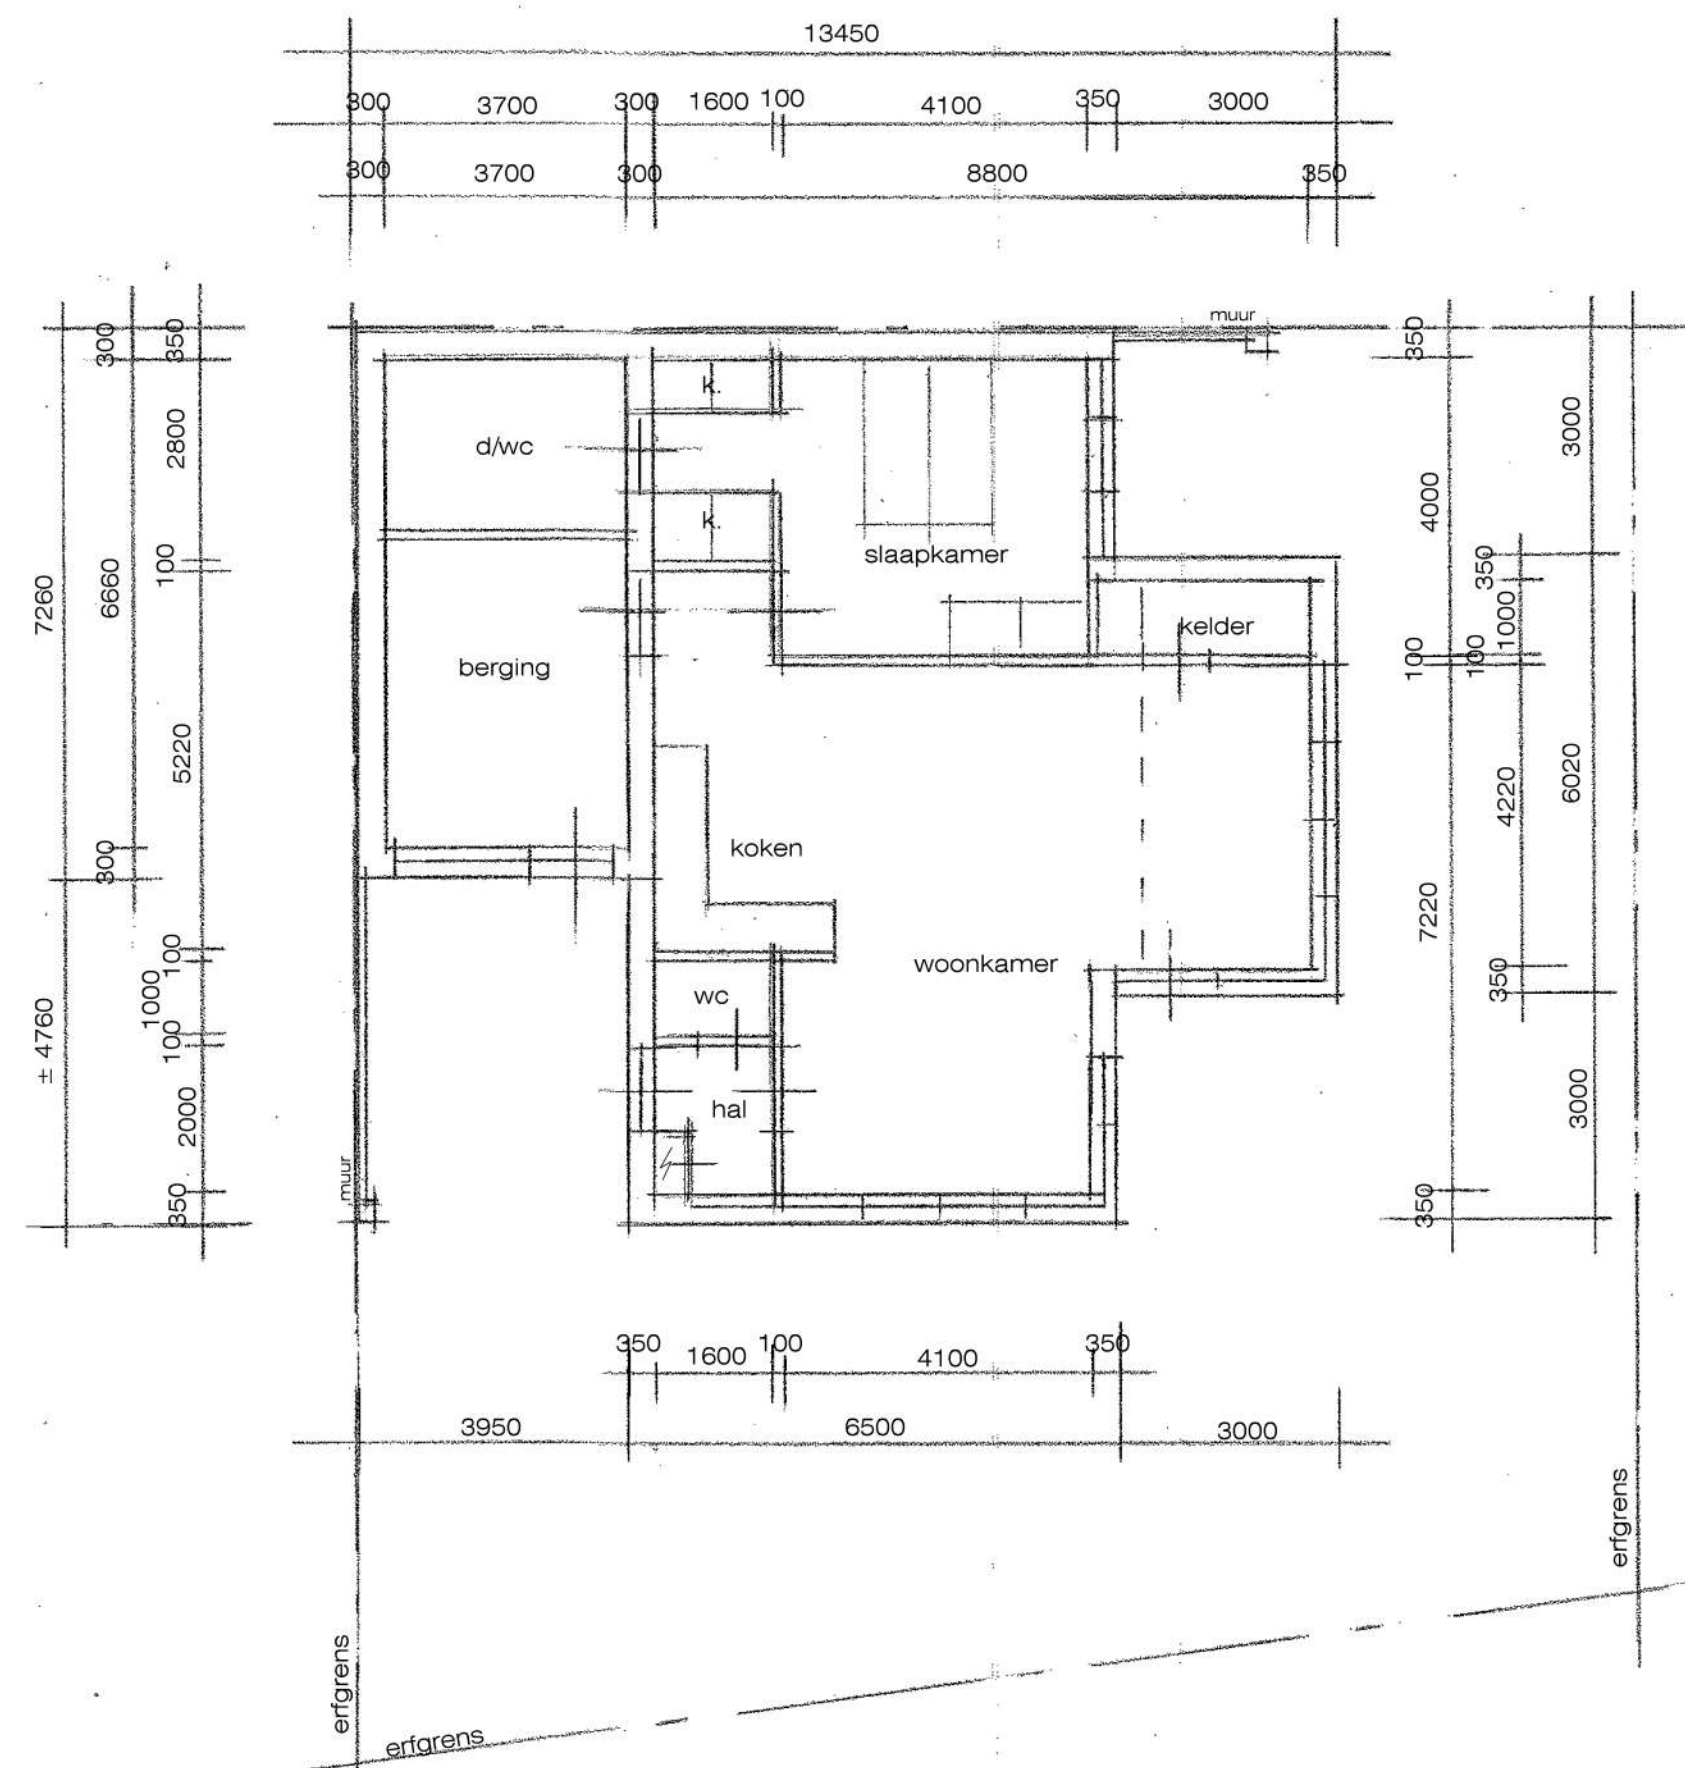 13450
300 3700 300 1600 100 4100 350 3000
300 3700 300 8800 350
muur
300 350 350
k.
d/wc
2800 3000
4000
k.
slaapkamer
100 350
7260 6660 1000
kelder
berging 100 100
5220 6020
4220
koken
300 7220
100 woonkamer 350
1000 wc
± 4760 100 3000
hal
2000
muur
350 350
350 1600 100 4100 350
3950 6500 3000
erfgrens
erfgrens
erfgrens